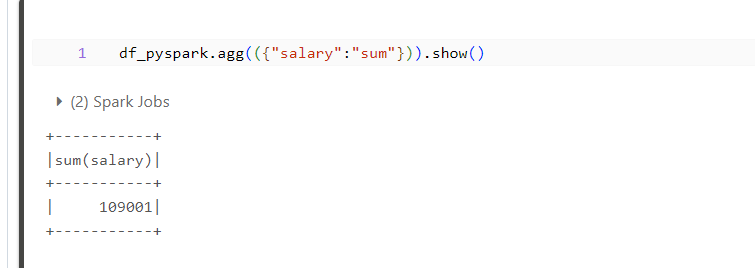 1 df_pyspark.agg(({"salary":"sum"})).show()
(2) Spark Jobs
+-----------+
|sum(salary)|
+-----------+
|     109001|
+-----------+